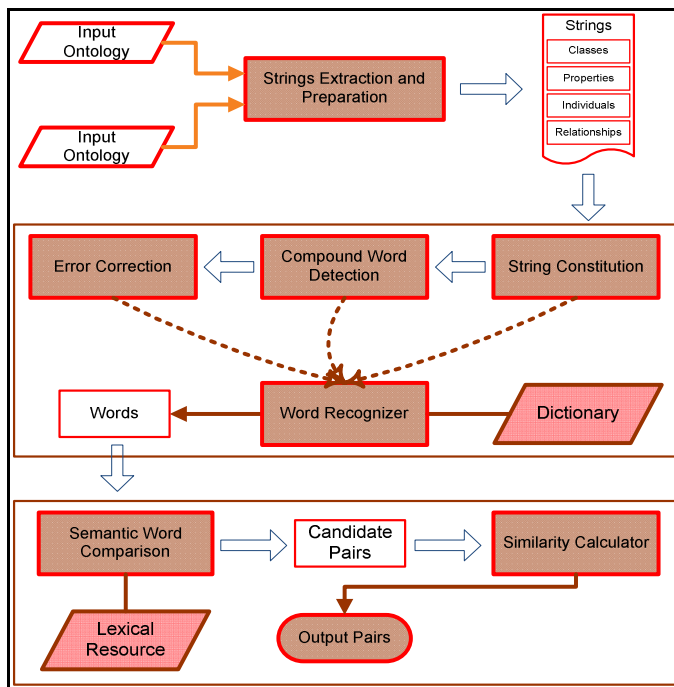 Input
Ontology
Strings Extraction and
Preparation
Strings
Classes
Properties
Individuals
Relationships
Input
Ontology
Error Correction
Compound Word
Detection
String Constitution
Words
Word Recognizer
Dictionary
Semantic Word
Comparison
Candidate
Pairs
Similarity Calculator
Lexical
Resource
Output Pairs